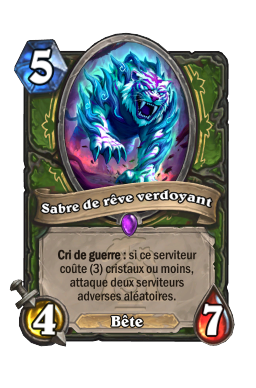 5
Sabre de rêve verdoyant
Cri de guerre : si ce serviteur
coûte (3) cristaux ou moins,
attaque deux serviteurs
adverses aléatoires.
4
Bête
7